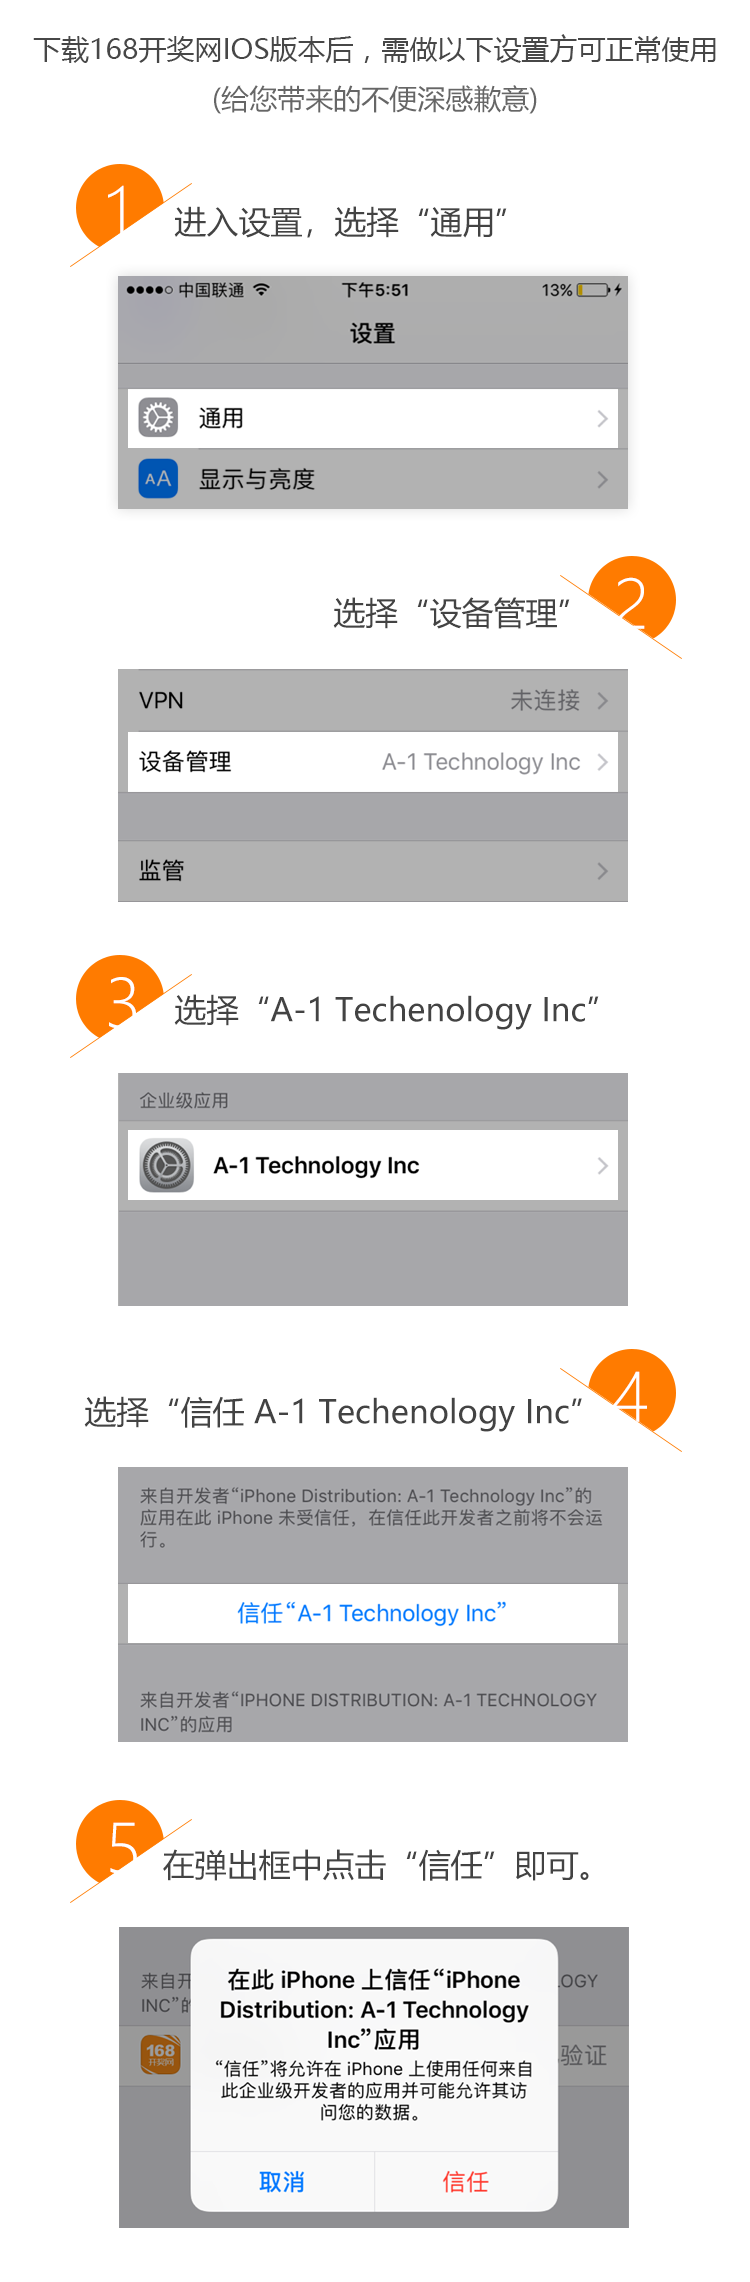 下载168开奖网IOS版本后，需做以下设置方可正常使用
(给您带来的不便深感歉意)
1
进入设置，选择“通用”
中国联通 下午5:51 13%
设置
通用
AA 显示与亮度
选择“设备管理”
2
VPN 未连接
设备管理 A-1 Technology Inc
监管
3
选择“A-1 Techenology Inc”
企业级应用
A-1 Technology Inc
选择“信任 A-1 Techenology Inc”
4
来自开发者“iPhone Distribution: A-1 Technology Inc”的
应用在此 iPhone 未受信任，在信任此开发者之前将不会运
行。
信任“A-1 Technology Inc”
来自开发者“IPHONE DISTRIBUTION: A-1 TECHNOLOGY
INC”的应用
5
在弹出框中点击“信任”即可。
来自开
INC”的
OGY
168
开奖网
验证
在此 iPhone 上信任“iPhone
Distribution: A-1 Technology
Inc”应用
“信任”将允许在 iPhone 上使用任何来自
此企业级开发者的应用并可能允许其访
问您的数据。
取消 信任